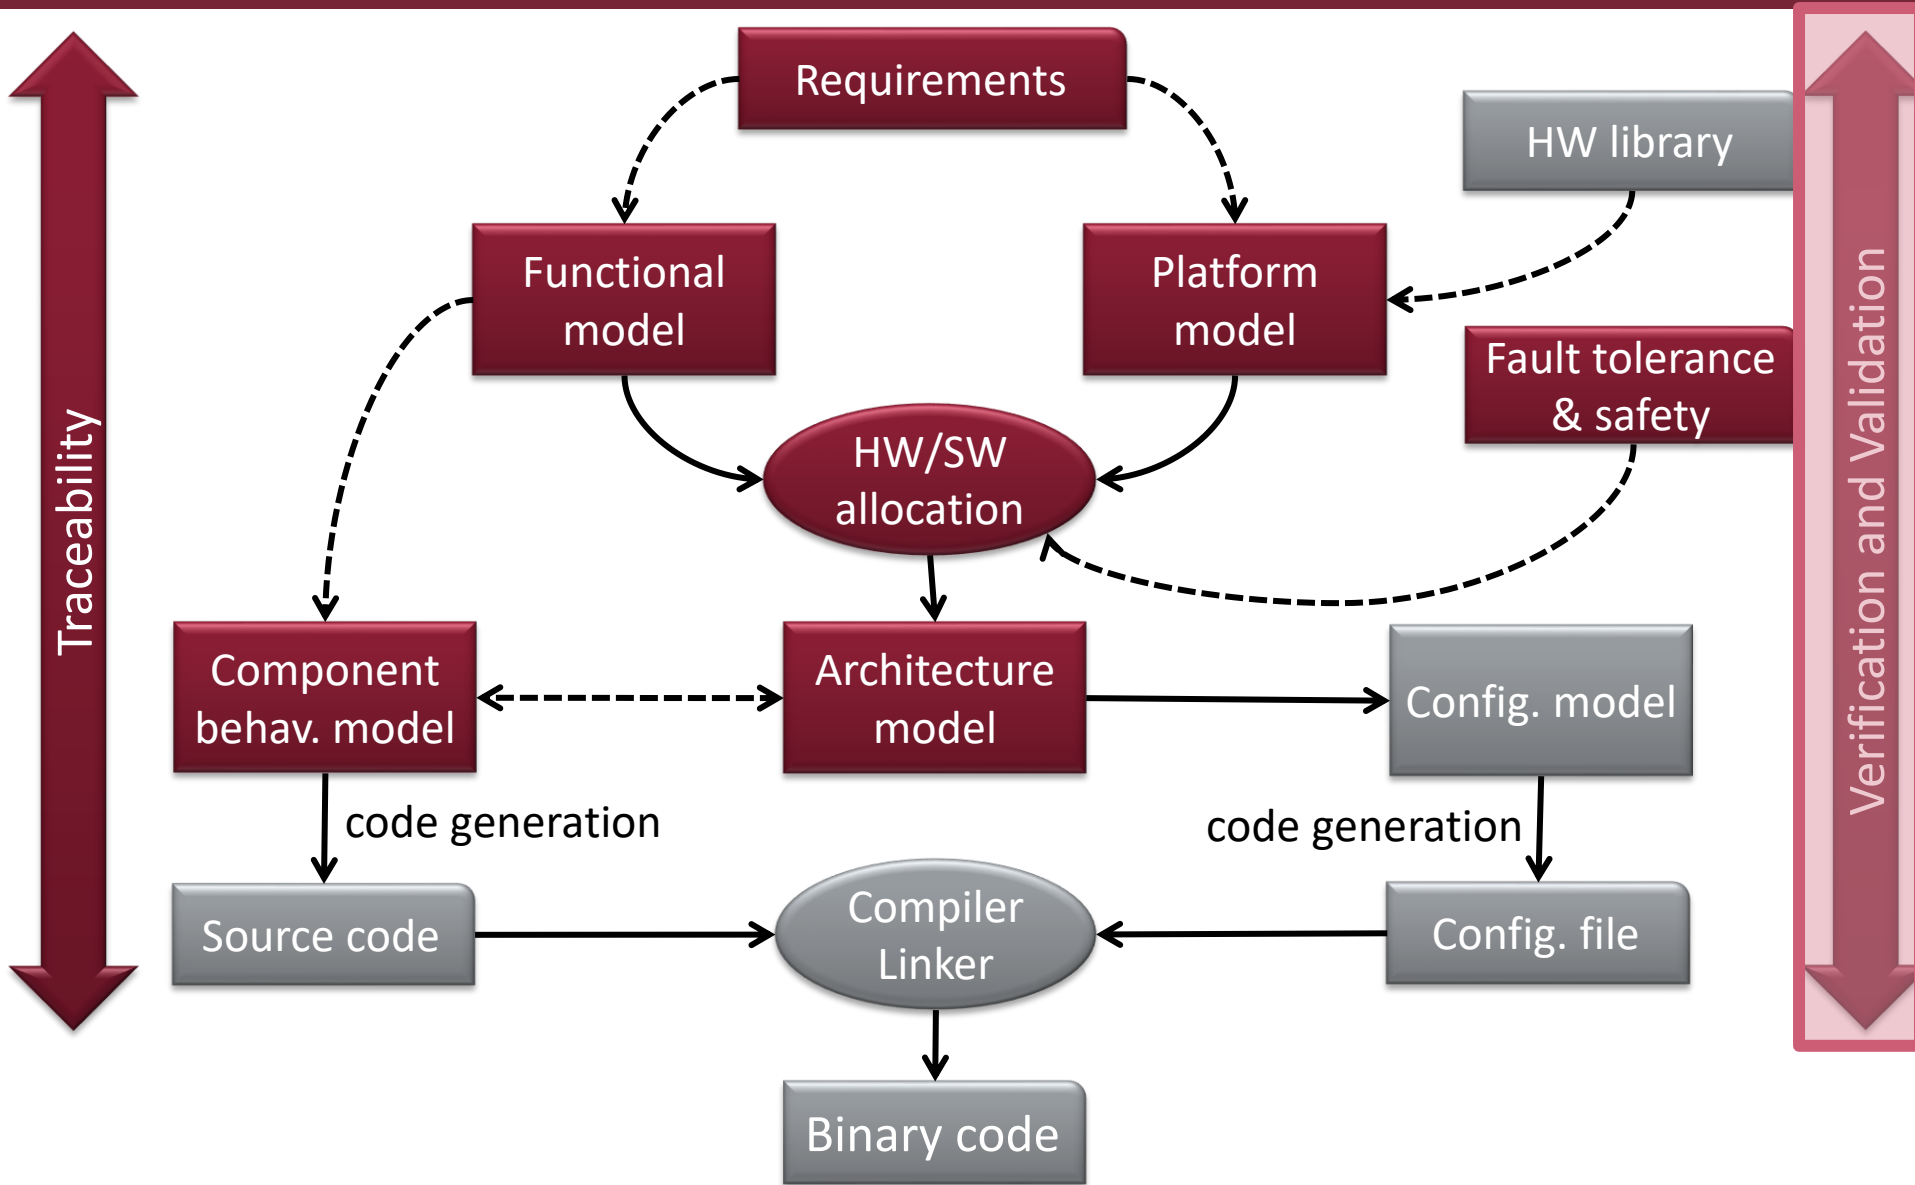 Requirements
HW library
Functional
model
Platform
model
Fault tolerance
& safety
HW/SW
allocation
Traceability
Verification and Validation
Component
behav. model
Architecture
model
Config. model
code generation
code generation
Source code
Compiler
Linker
Config. file
Binary code